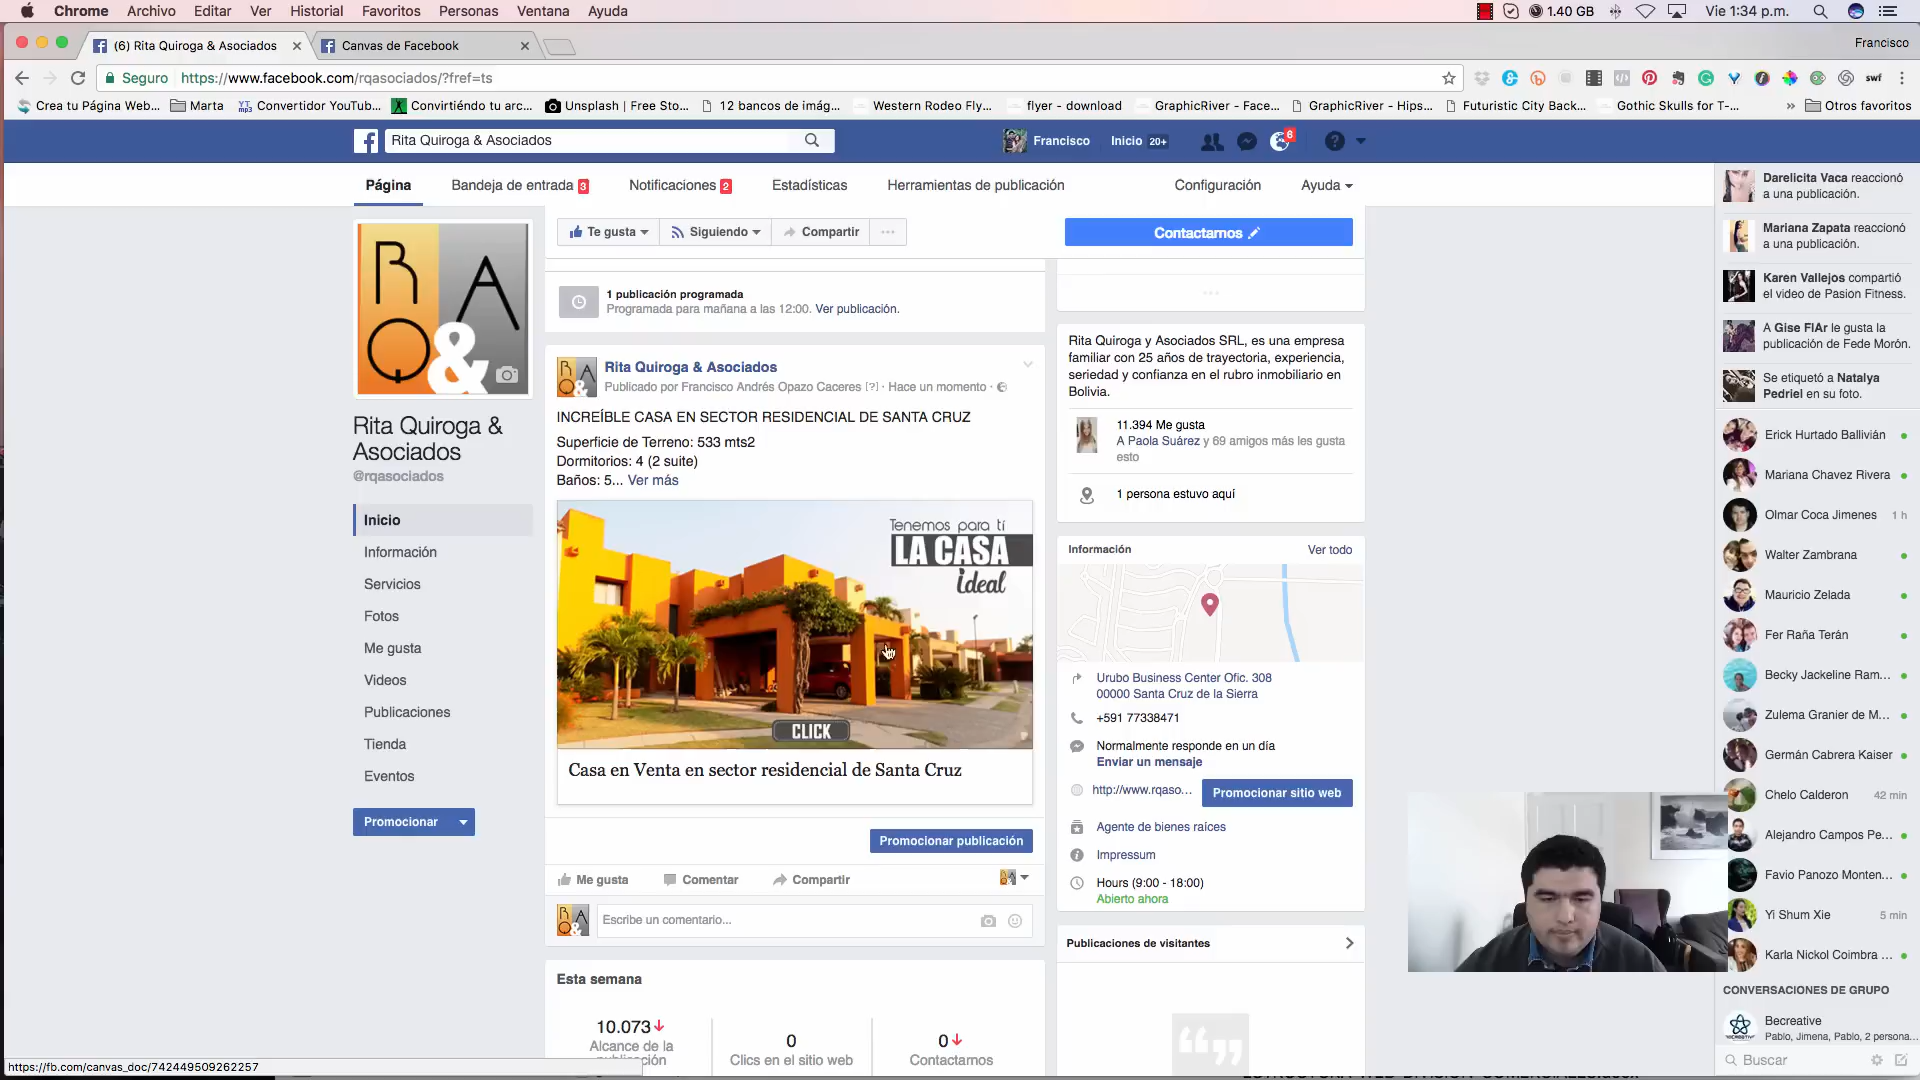 Chrome Archivo Editar Ver Historial Favoritos Personas Ventana Ayuda
1.40 GB Vie 1:34 p.m.
(6) Rita Quiroga & Asociados
Canvas de Facebook
Francisco
Seguro https://www.facebook.com/rqasociados/?fref=ts
swf
Crea tu Página Web... Marta Convertidor YouTub... Convirtiéndo tu arc... Unsplash | Free Sto... 12 bancos de imág... Western Rodeo Fly... flyer - download GraphicRiver - Face... GraphicRiver - Hips... Futuristic City Back... Gothic Skulls for T-... » Otros favoritos
Rita Quiroga & Asociados
Francisco Inicio 20+ 6
Página Bandeja de entrada 3 Notificaciones 2 Estadísticas Herramientas de publicación Configuración Ayuda
Te gusta Siguiendo Compartir ...
Contactarnos
R A Q &
Rita Quiroga &
Asociados
@rqasociados
Inicio
Información
Servicios
Fotos
Me gusta
Videos
Publicaciones
Tienda
Eventos
Promocionar
1 publicación programada
Programada para mañana a las 12:00. Ver publicación.
Rita Quiroga & Asociados
Publicado por Francisco Andrés Opazo Caceres [?] · Hace un momento ·
INCREÍBLE CASA EN SECTOR RESIDENCIAL DE SANTA CRUZ
Superficie de Terreno: 533 mts2
Dormitorios: 4 (2 suite)
Baños: 5... Ver más
Tenemos para tí
LA CASA
ideal
CLICK
Casa en Venta en sector residencial de Santa Cruz
Promocionar publicación
Me gusta Comentar Compartir
Escribe un comentario...
Esta semana
10.073
Alcance de la
publicación
0
Clics en el sitio web
0
Contactarnos
Rita Quiroga y Asociados SRL, es una empresa
familiar con 25 años de trayectoria, experiencia,
seriedad y confianza en el rubro inmobiliario en
Bolivia.
11.394 Me gusta
A Paola Suárez y 69 amigos más les gusta
esto
1 persona estuvo aquí
Información Ver todo
Urubo Business Center Ofic. 308
00000 Santa Cruz de la Sierra
+591 77338471
Normalmente responde en un día
Enviar un mensaje
http://www.rqaso... Promocionar sitio web
Agente de bienes raíces
Impressum
Hours (9:00 - 18:00)
Abierto ahora
Publicaciones de visitantes
Darelicita Vaca reaccionó
a una publicación.
Mariana Zapata reaccionó
a una publicación.
Karen Vallejos compartió
el video de Pasion Fitness.
A Gise FlAr le gusta la
publicación de Fede Morón.
Se etiquetó a Natalya
Pedriel en su foto.
Erick Hurtado Ballivián
Mariana Chavez Rivera
Olmar Coca Jimenes 1 h
Walter Zambrana
Mauricio Zelada
Fer Raña Terán
Becky Jackeline Ram...
Zulema Granier de M...
Germán Cabrera Kaiser
Chelo Calderon 42 min
Alejandro Campos Pe...
Favio Panozo Monten...
Yi Shum Xie 5 min
Karla Nickol Coimbra ...
CONVERSACIONES DE GRUPO
Becreative
Pablo, Jimena, Pablo, 2 persona...
Buscar
https://fb.com/canvas_doc/742449509262257